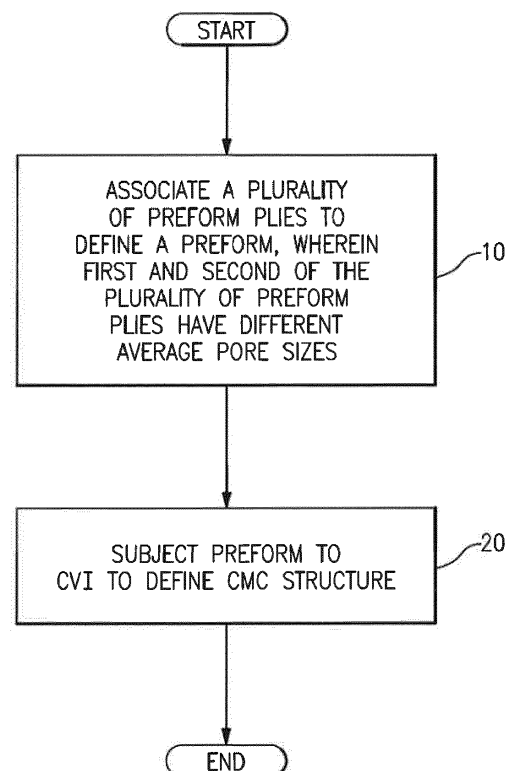 START
ASSOCIATE A PLURALITY
OF PREFORM PLIES TO
DEFINE A PREFORM, WHEREIN
FIRST AND SECOND OF THE
PLURALITY OF PREFORM
PLIES HAVE DIFFERENT
AVERAGE PORE SIZES
10
SUBJECT PREFORM TO
CVI TO DEFINE CMC STRUCTURE
20
END